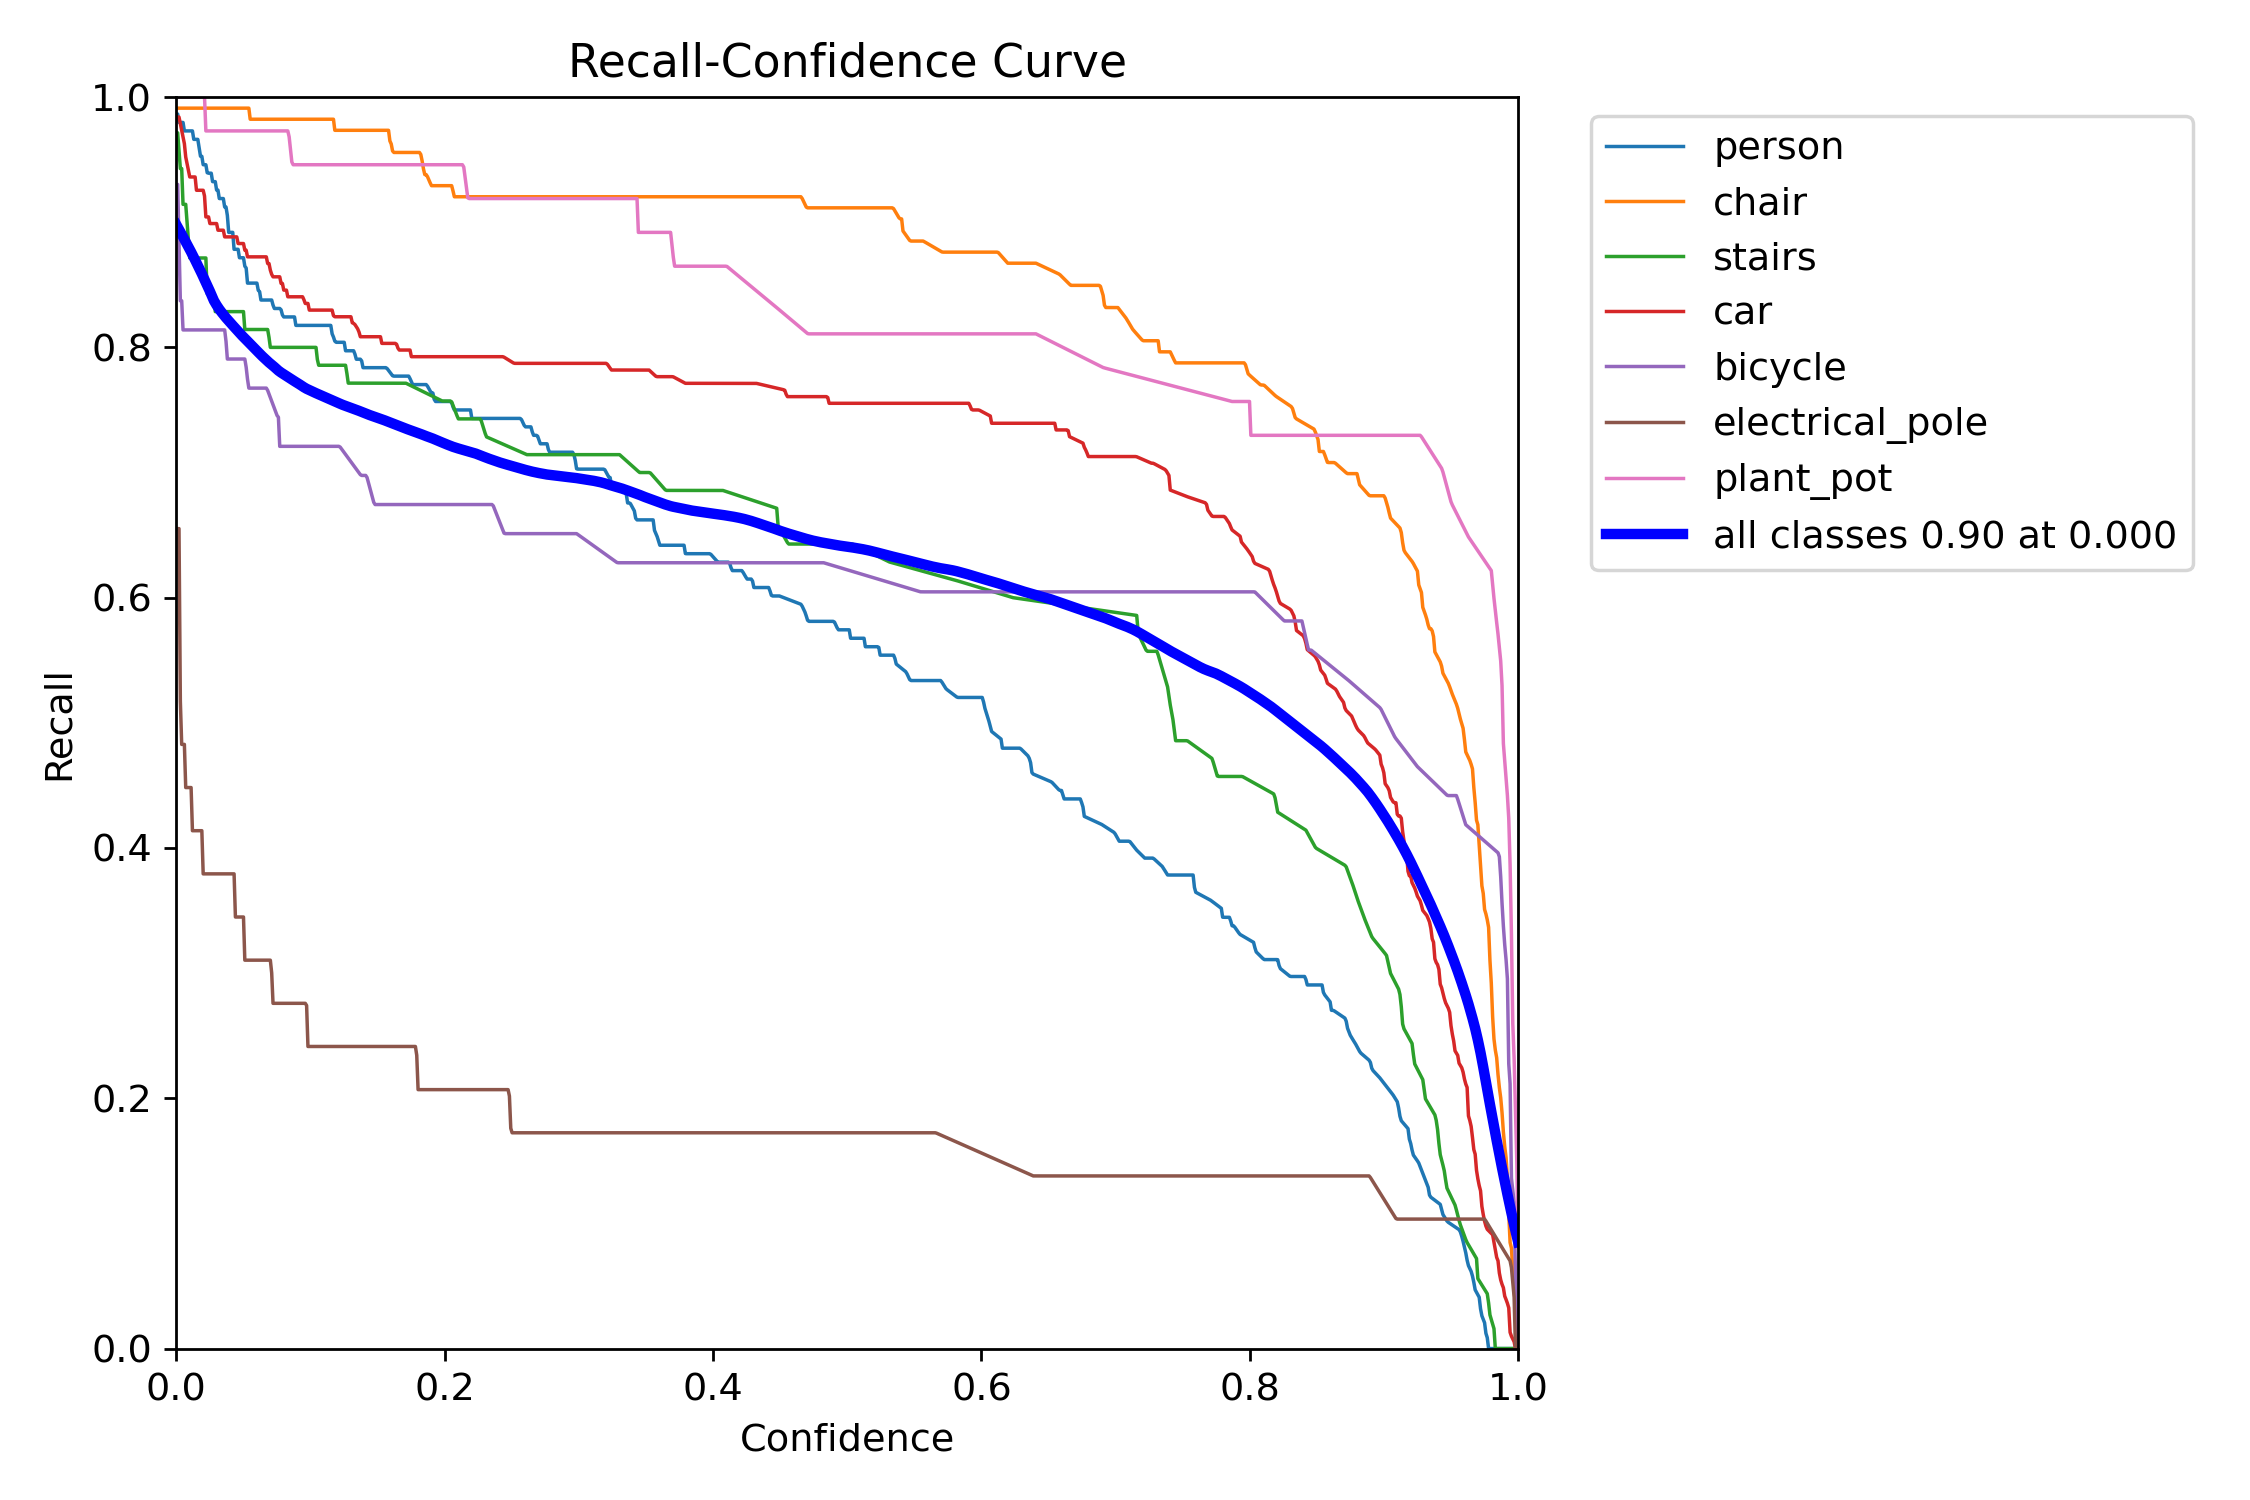 Recall-Confidence Curve
1.0
0.8
0.6
0.4
0.2
0.0
Recall
0.0 0.2 0.4 0.6 0.8 1.0
Confidence
person
chair
stairs
car
bicycle
electrical_pole
plant_pot
all classes 0.90 at 0.000